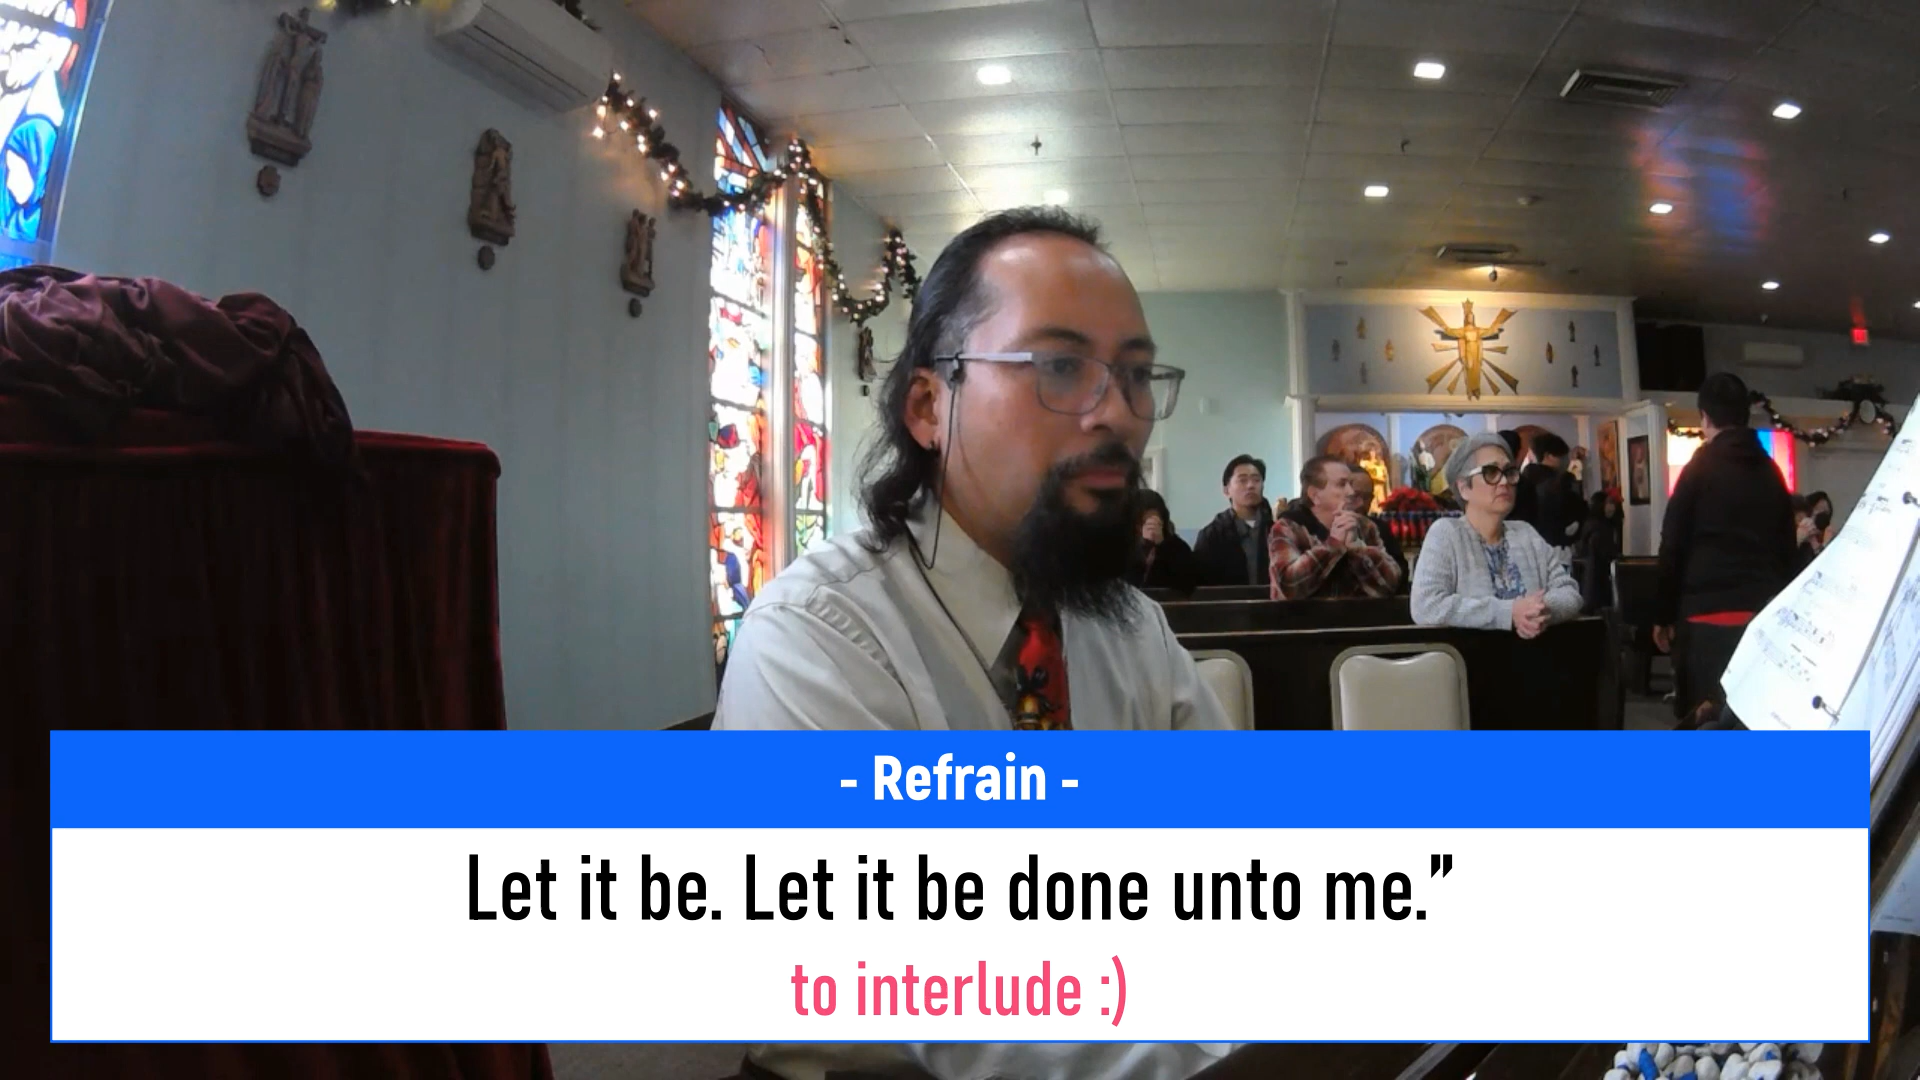 - Refrain -
Let it be. Let it be done unto me.”
to interlude :)